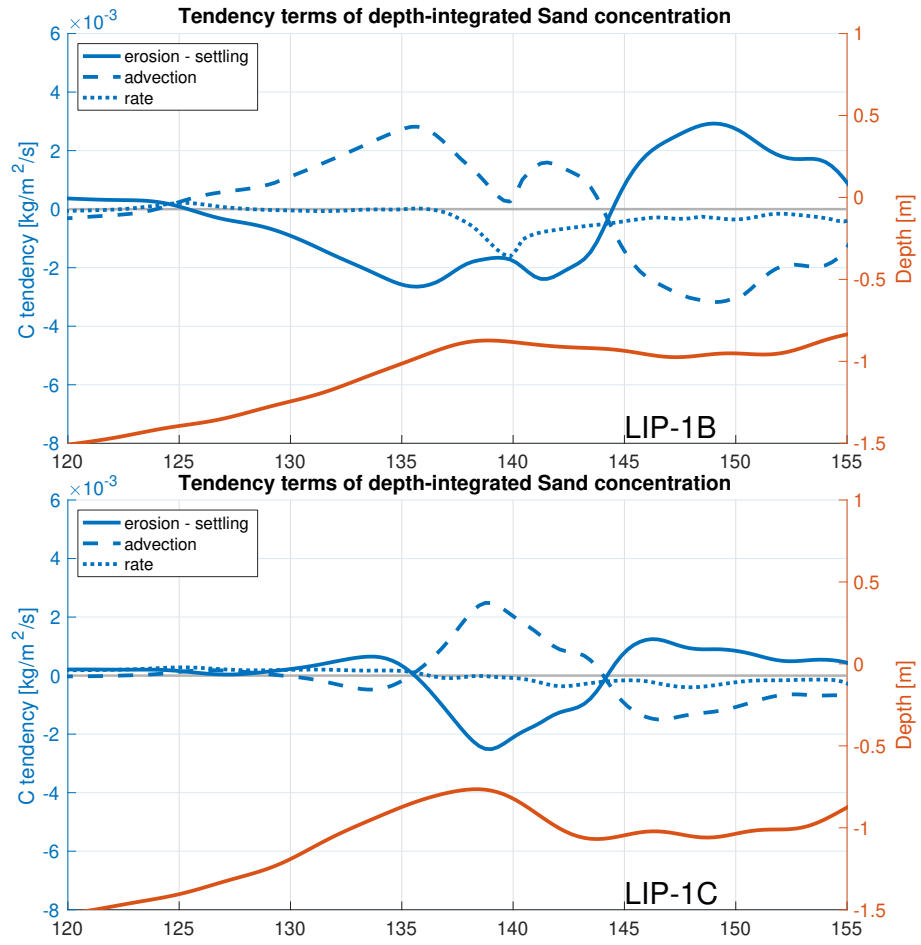 Tendency terms of depth-integrated Sand concentration
×10⁻³
6
4
2
0
-2
-4
-6
-8
C tendency [kg/m ²/s]
erosion - settling
advection
rate
1
0.5
0
-0.5
-1
-1.5
Depth [m]
LIP-1B
120 125 130 135 140 145 150 155
Tendency terms of depth-integrated Sand concentration
×10⁻³
6
4
2
0
-2
-4
-6
-8
C tendency [kg/m ²/s]
erosion - settling
advection
rate
1
0.5
0
-0.5
-1
-1.5
Depth [m]
LIP-1C
120 125 130 135 140 145 150 155